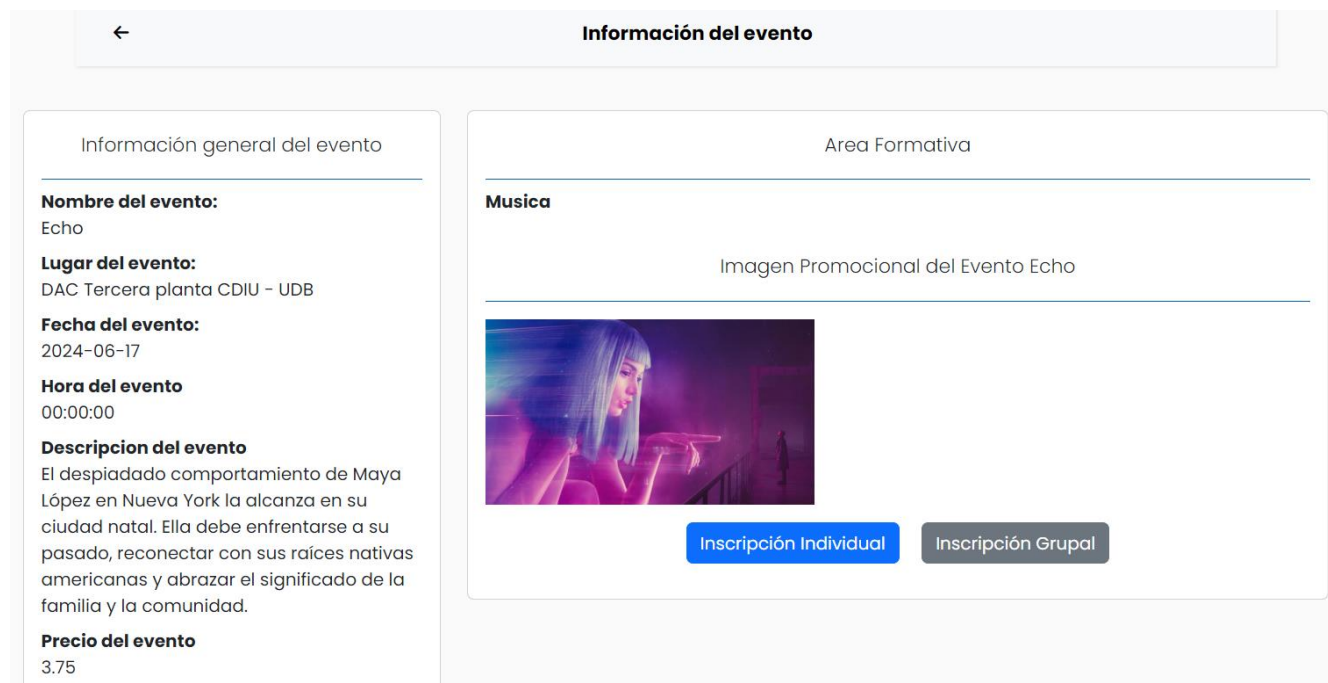 Información del evento
Información general del evento
Nombre del evento:
Echo
Lugar del evento:
DAC Tercera planta CDIU - UDB
Fecha del evento:
2024-06-17
Hora del evento
00:00:00
Descripcion del evento
El despiadado comportamiento de Maya
López en Nueva York la alcanza en su
ciudad natal. Ella debe enfrentarse a su
pasado, reconectar con sus raíces nativas
americanas y abrazar el significado de la
familia y la comunidad.
Precio del evento
3.75
Area Formativa
Musica
Imagen Promocional del Evento Echo
Inscripción Individual
Inscripción Grupal